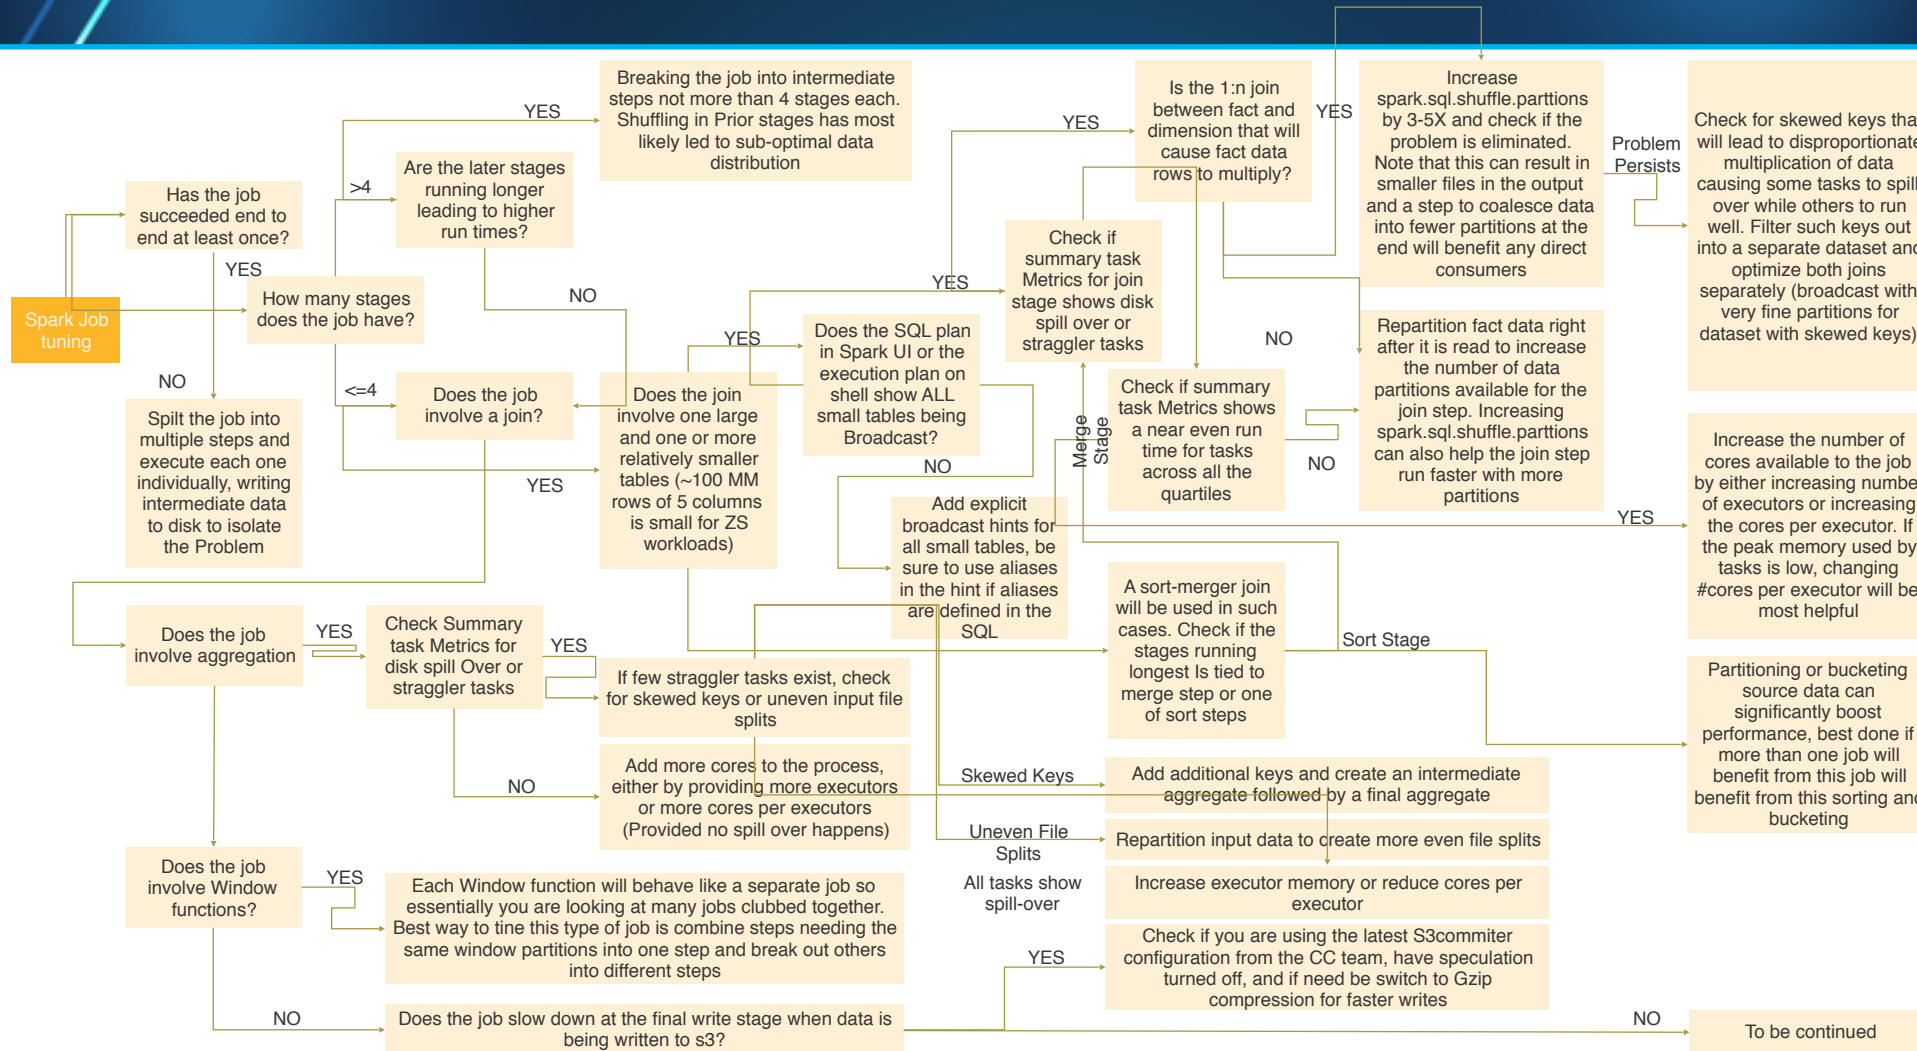 Spark Job
tuning
Has the job
succeeded end to
end at least once?
YES
NO
Spilt the job into
multiple steps and
execute each one
individually, writing
intermediate data
to disk to isolate
the Problem
How many stages
does the job have?
>4
<=4
Are the later stages
running longer
leading to higher
run times?
YES
NO
Breaking the job into intermediate
steps not more than 4 stages each.
Shuffling in Prior stages has most
likely led to sub-optimal data
distribution
Does the job
involve a join?
YES
Does the join
involve one large
and one or more
relatively smaller
tables (~100 MM
rows of 5 columns
is small for ZS
workloads)
YES
Does the SQL plan
in Spark UI or the
execution plan on
shell show ALL
small tables being
Broadcast?
YES
NO
Add explicit
broadcast hints for
all small tables, be
sure to use aliases
in the hint if aliases
are defined in the
SQL
Check if
summary task
Metrics for join
stage shows disk
spill over or
straggler tasks
YES
Is the 1:n join
between fact and
dimension that will
cause fact data
rows to multiply?
YES
NO
Increase
spark.sql.shuffle.parttions
by 3-5X and check if the
problem is eliminated.
Note that this can result in
smaller files in the output
and a step to coalesce data
into fewer partitions at the
end will benefit any direct
consumers
Problem
Persists
Check for skewed keys tha
will lead to disproportionate
multiplication of data
causing some tasks to spill
over while others to run
well. Filter such keys out
into a separate dataset and
optimize both joins
separately (broadcast with
very fine partitions for
dataset with skewed keys)
Check if summary
task Metrics shows
a near even run
time for tasks
across all the
quartiles
NO
Repartition fact data right
after it is read to increase
the number of data
partitions available for the
join step. Increasing
spark.sql.shuffle.parttions
can also help the join step
run faster with more
partitions
YES
Increase the number of
cores available to the job
by either increasing numbe
of executors or increasing
the cores per executor. If
the peak memory used by
tasks is low, changing
#cores per executor will be
most helpful
Merge
Stage
A sort-merger join
will be used in such
cases. Check if the
stages running
longest Is tied to
merge step or one
of sort steps
Sort Stage
Partitioning or bucketing
source data can
significantly boost
performance, best done if
more than one job will
benefit from this job will
benefit from this sorting and
bucketing
Does the job
involve aggregation
YES
Check Summary
task Metrics for
disk spill Over or
straggler tasks
YES
If few straggler tasks exist, check
for skewed keys or uneven input file
splits
NO
Add more cores to the process,
either by providing more executors
or more cores per executors
(Provided no spill over happens)
Skewed Keys
Add additional keys and create an intermediate
aggregate followed by a final aggregate
Uneven File
Splits
Repartition input data to create more even file splits
All tasks show
spill-over
Increase executor memory or reduce cores per
executor
Does the job
involve Window
functions?
YES
Each Window function will behave like a separate job so
essentially you are looking at many jobs clubbed together.
Best way to tine this type of job is combine steps needing the
same window partitions into one step and break out others
into different steps
NO
Does the job slow down at the final write stage when data is
being written to s3?
YES
Check if you are using the latest S3commiter
configuration from the CC team, have speculation
turned off, and if need be switch to Gzip
compression for faster writes
NO
To be continued